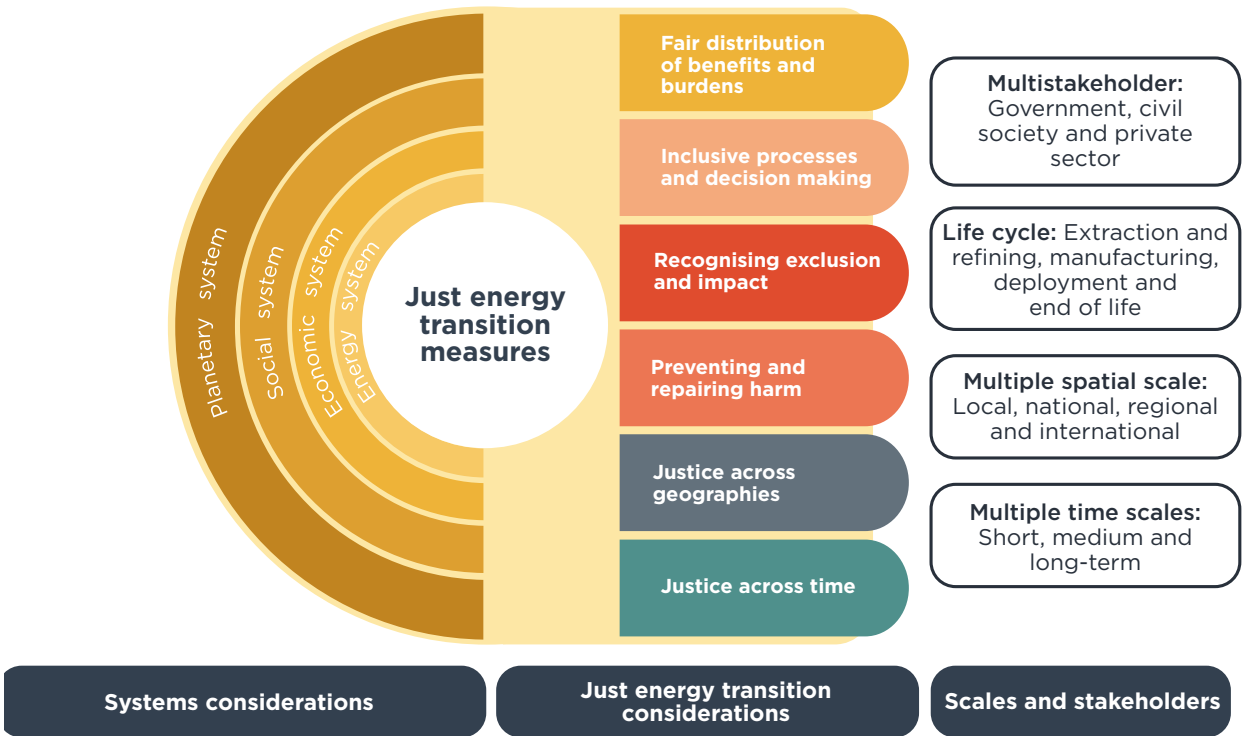 Planetary system
Social system
Economic system
Energy system
Just energy
transition
measures
Fair distribution
of benefits and
burdens
Inclusive processes
and decision making
Recognising exclusion
and impact
Preventing and
repairing harm
Justice across
geographies
Justice across time
Multistakeholder:
Government, civil
society and private
sector
Life cycle: Extraction and
refining, manufacturing,
deployment and
end of life
Multiple spatial scale:
Local, national, regional
and international
Multiple time scales:
Short, medium and
long-term
Systems considerations
Just energy transition
considerations
Scales and stakeholders